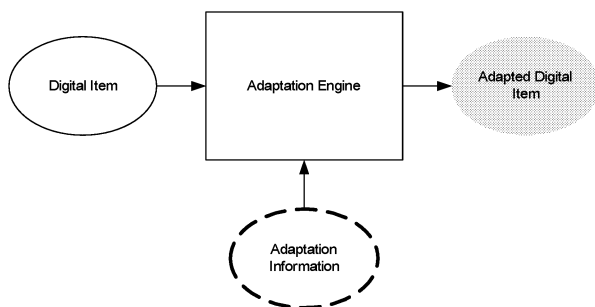 Digital Item
Adaptation Engine
Adapted Digital
Item
Adaptation
Information